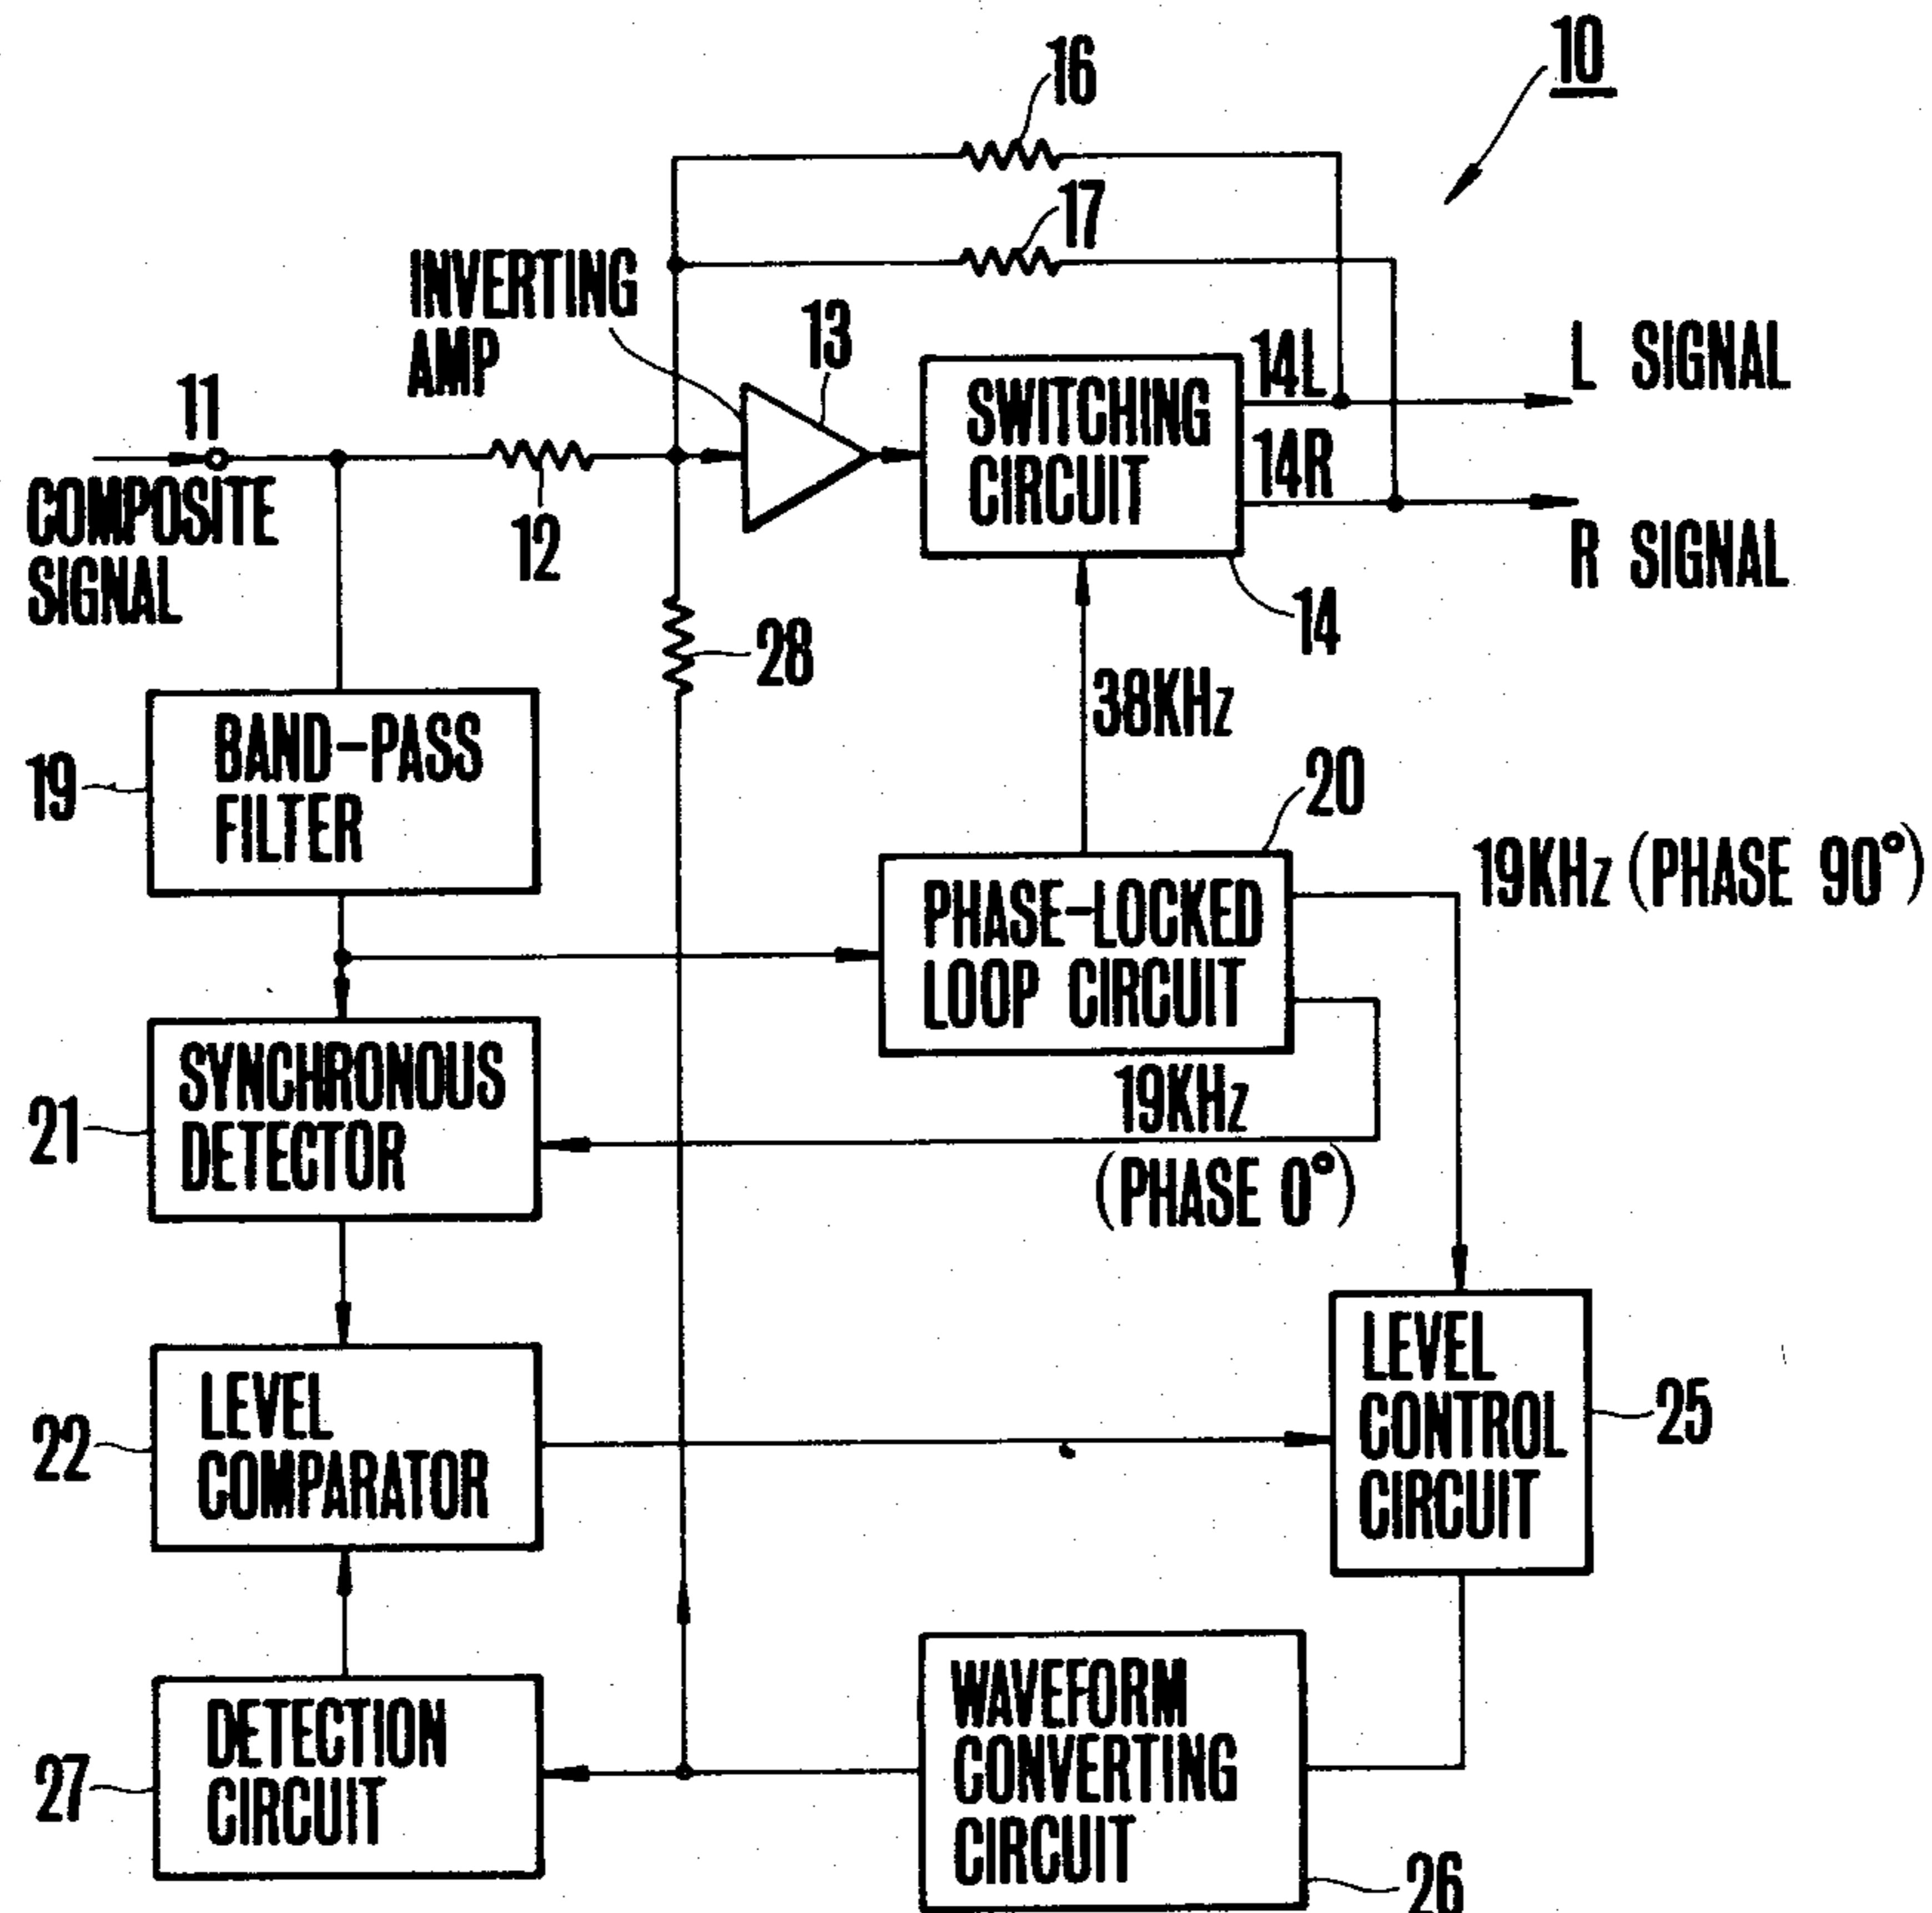 10
16
17
INVERTING
AMP
13
11
COMPOSITE
SIGNAL
12
SWITCHING
CIRCUIT
14L
14R
L SIGNAL
R SIGNAL
14
28
38KHz
BAND-PASS
FILTER
19
20
PHASE-LOCKED
LOOP CIRCUIT
19KHz (PHASE 90°)
19KHz
(PHASE 0°)
SYNCHRONOUS
DETECTOR
21
LEVEL
COMPARATOR
22
LEVEL
CONTROL
CIRCUIT
25
DETECTION
CIRCUIT
27
WAVEFORM
CONVERTING
CIRCUIT
26